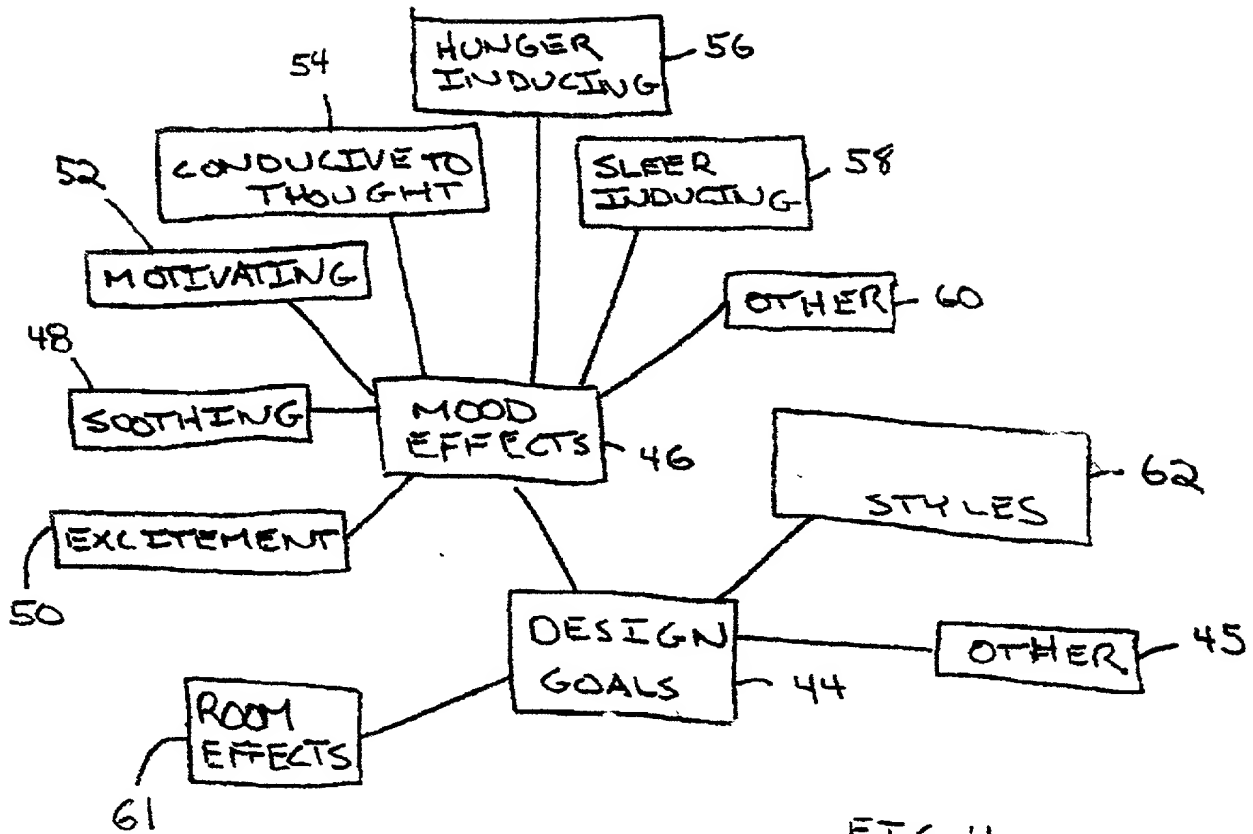 HUNGER
INDUCING
56
54
CONDUCIVE TO
THOUGHT
SLEER
INDUCING
58
52
MOTIVATING
OTHER
60
48
SOOTHING
MOOD
EFFECTS
46
STYLES
62
EXCITEMENT
50
DESIGN
GOALS
44
OTHER
45
ROOM
EFFECTS
61